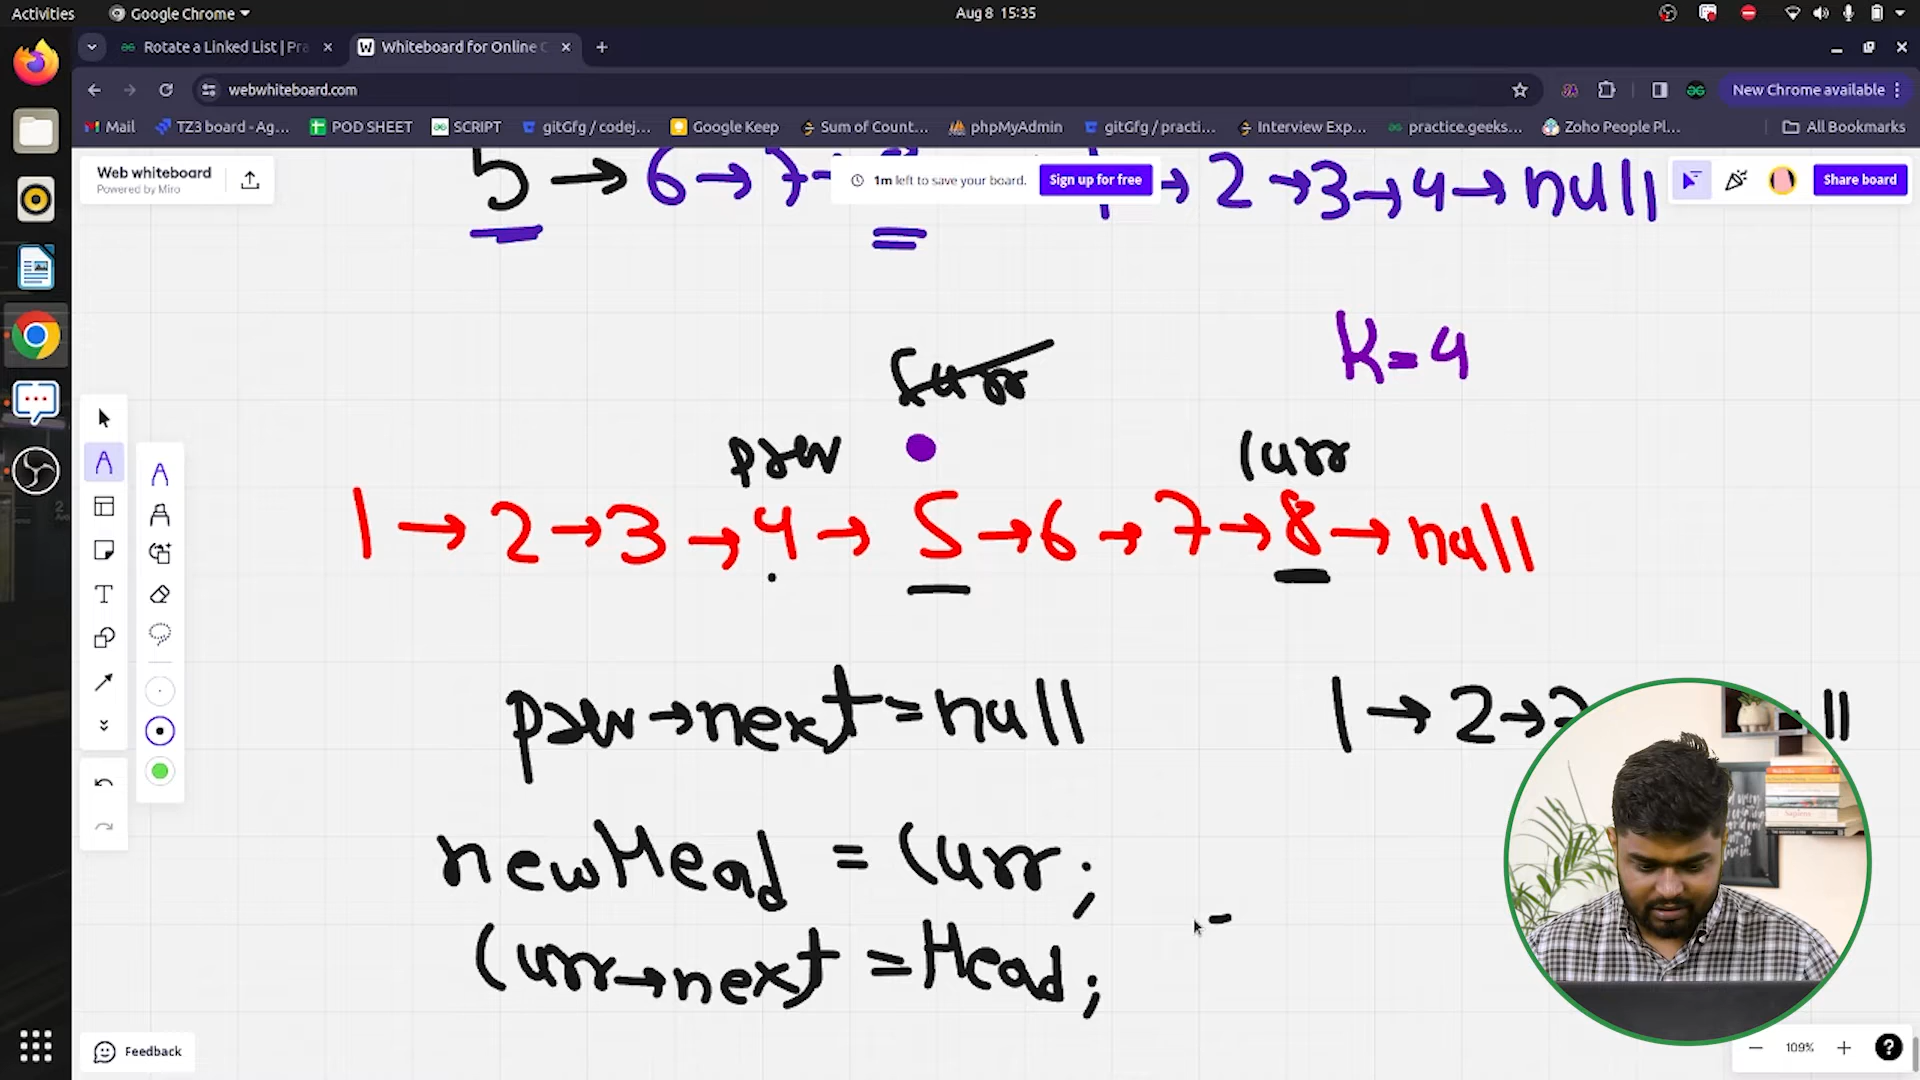 Activities Google Chrome Aug 8 15:35
Rotate a Linked List | Pra Whiteboard for Online C
webwhiteboard.com New Chrome available
Mail TZ3 board - Ag... POD SHEET SCRIPT gitGfg / codej... Google Keep Sum of Count... phpMyAdmin gitGfg / practi... Interview Exp... practice.geeks... Zoho People Pl... All Bookmarks
Web whiteboard
Powered by Miro
1m left to save your board. Sign up for free Share board
5 → 6 → 7 → 2 → 3 → 4 → null
K=4
curr
prev curr
1 → 2 → 3 → 4 → 5 → 6 → 7 → 8 → null
prev→next=null 1 → 2 →
newHead = Curr;
Curr→next = Head;
Feedback 109%